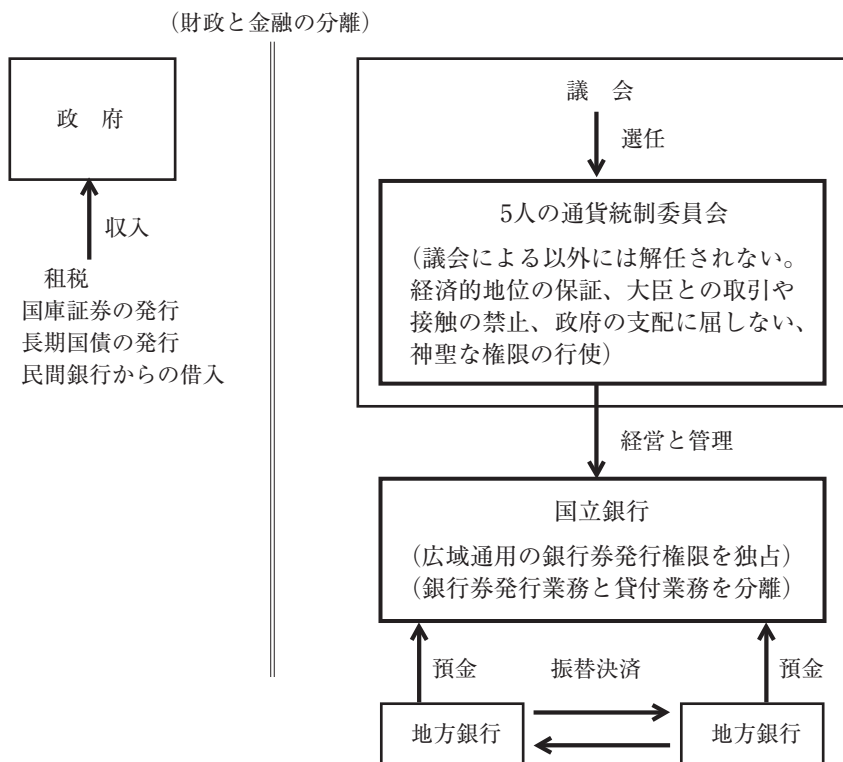 (財政と金融の分離)
政　府
収入
租税
国庫証券の発行
長期国債の発行
民間銀行からの借入
議　会
選任
5人の通貨統制委員会
(議会による以外には解任されない。
経済的地位の保証、大臣との取引や
接触の禁止、政府の支配に屈しない、
神聖な権限の行使)
経営と管理
国立銀行
(広域通用の銀行券発行権限を独占)
(銀行券発行業務と貸付業務を分離)
預金
振替決済
預金
地方銀行
地方銀行